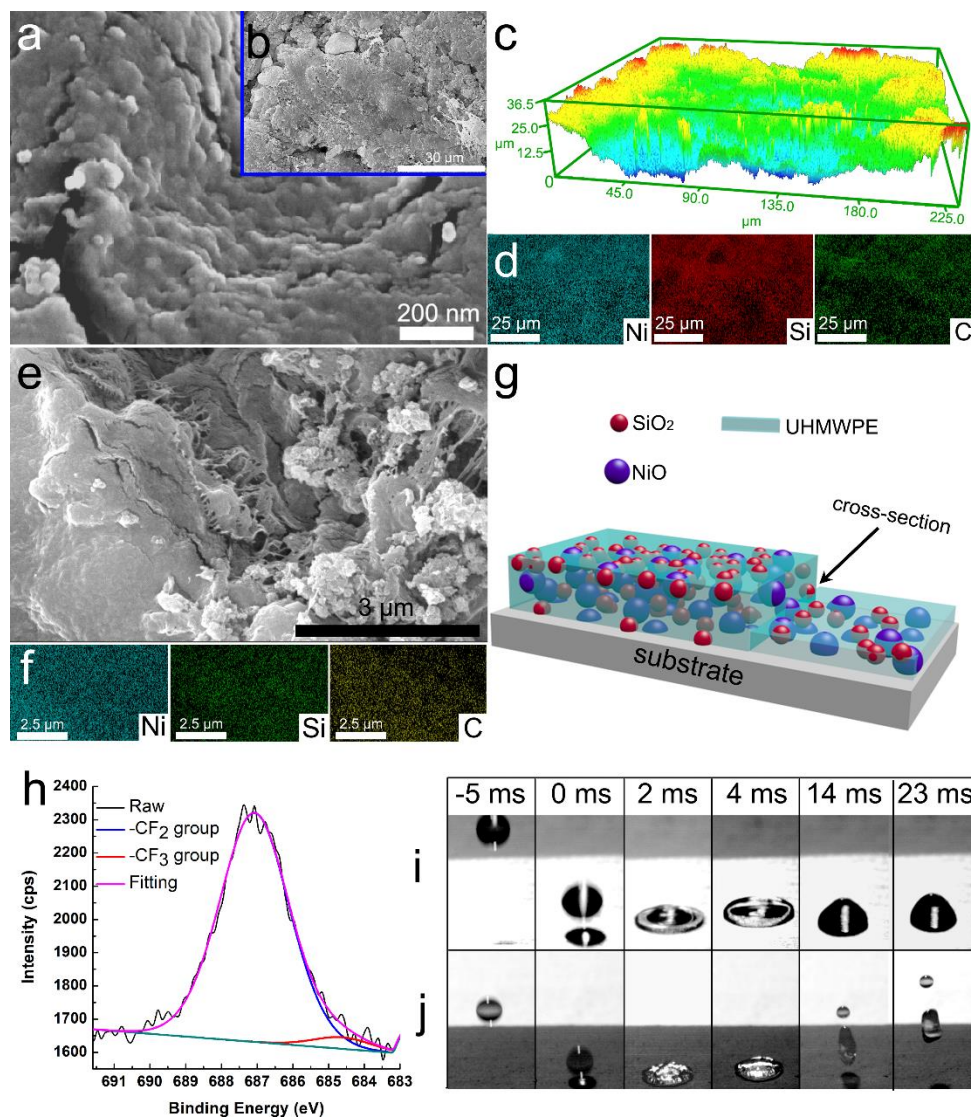 a
b
30 µm
200 nm
c
36.5
25.0
µm
12.5
0
45.0
90.0
135.0
180.0
225.0
µm
d
25 µm
Ni
25 µm
Si
25 µm
C
e
3 µm
f
2.5 µm
Ni
2.5 µm
Si
2.5 µm
C
g
SiO₂
UHMWPE
NiO
cross-section
substrate
h
2400
2300
2200
2100
2000
1900
1800
1700
1600
Intensity (cps)
Raw
-CF₂ group
-CF₃ group
Fitting
691 690 689 688 687 686 685 684 683
Binding Energy (eV)
-5 ms 0 ms 2 ms 4 ms 14 ms 23 ms
i
j